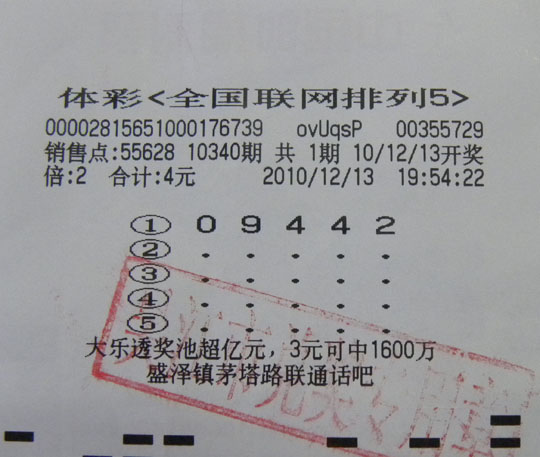 体彩<全国联网排列5>
00002815651000176739 ovUqsP 00355729
销售点:55628 10340期 共 1期 10/12/13开奖
倍:2 合计:4元 2010/12/13 19:54:22
① 0 9 4 4 2
② . . . . .
③ . . . . .
④ . . . . .
⑤ . . . . .
大乐透奖池超亿元，3元可中1600万
盛泽镇茅塔路联通话吧